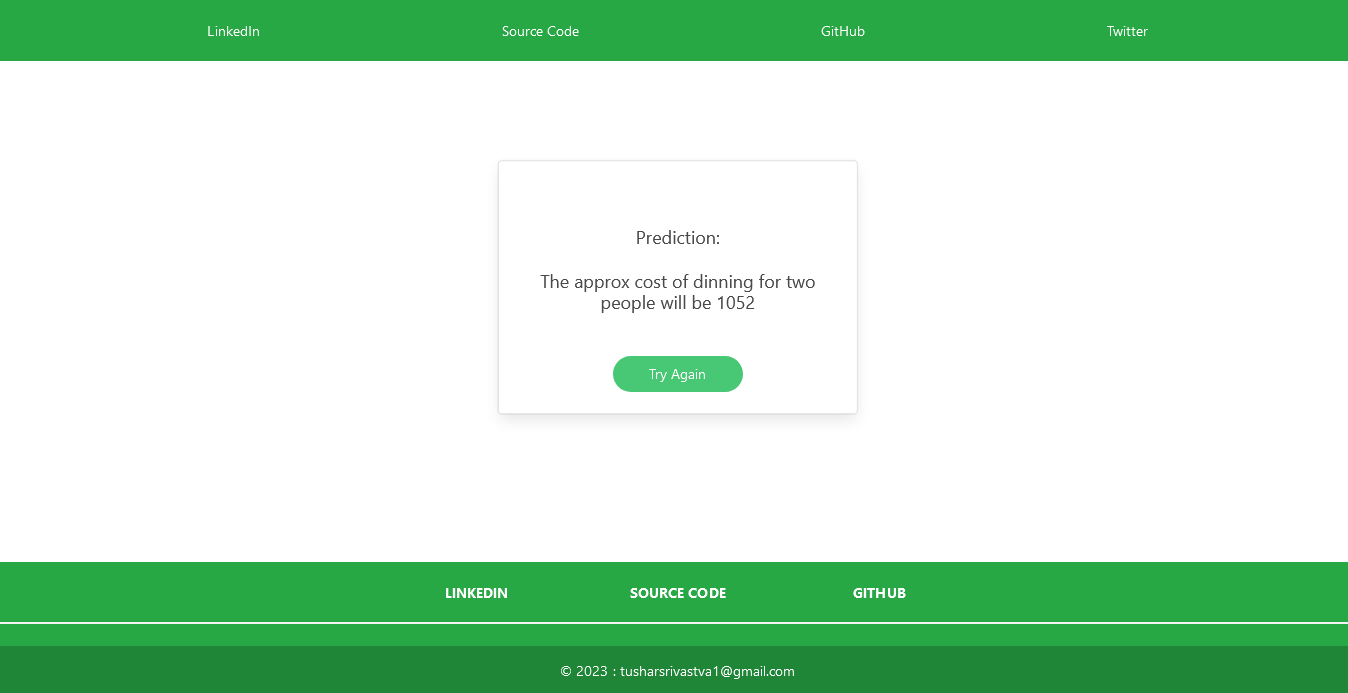 LinkedIn Source Code GitHub Twitter
Prediction:
The approx cost of dinning for two
people will be 1052
Try Again
LINKEDIN SOURCE CODE GITHUB
© 2023 : tusharsrivastva1@gmail.com